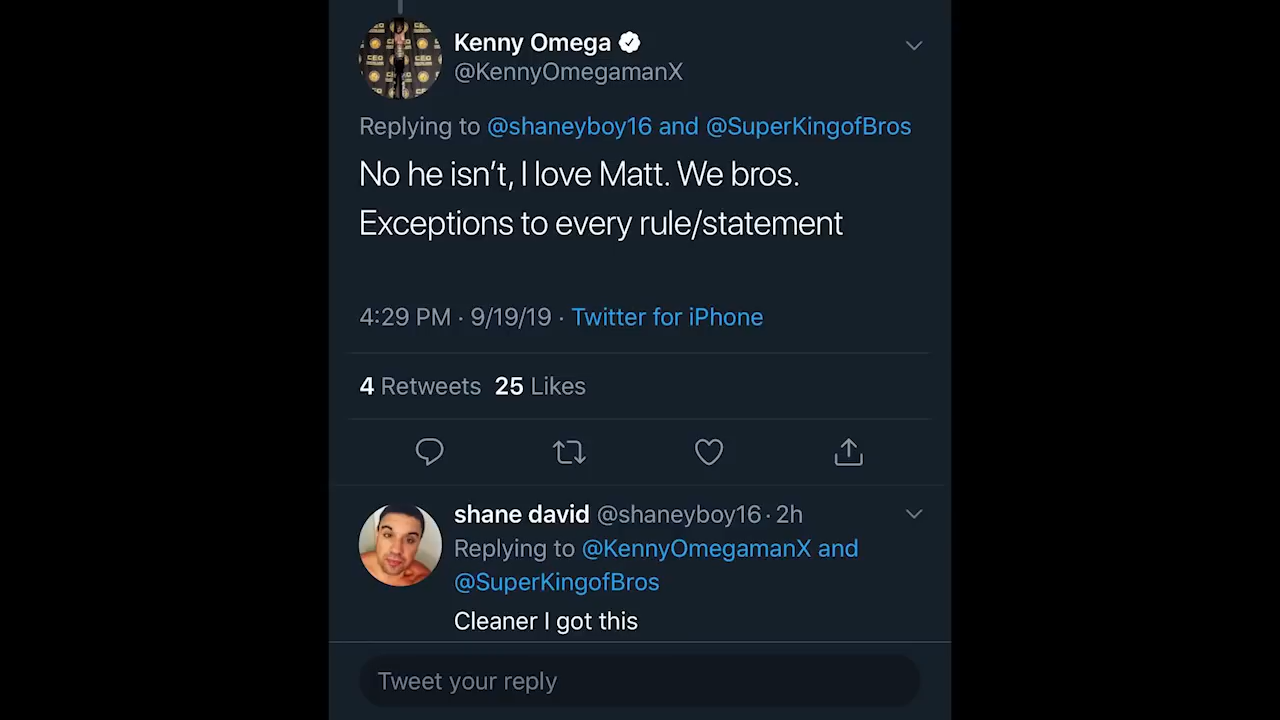 Kenny Omega
@KennyOmegamanX
Replying to @shaneyboy16 and @SuperKingofBros
No he isn't, I love Matt. We bros.
Exceptions to every rule/statement
4:29 PM · 9/19/19 · Twitter for iPhone
4 Retweets 25 Likes
shane david @shaneyboy16 · 2h
Replying to @KennyOmegamanX and
@SuperKingofBros
Cleaner I got this
Tweet your reply